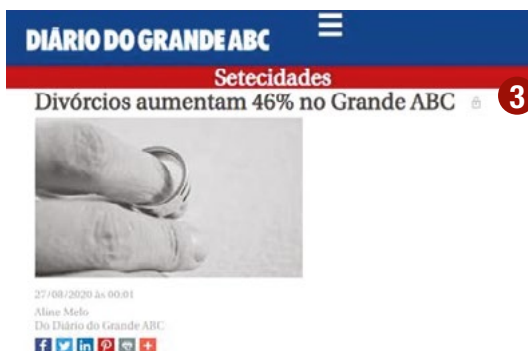 DIÁRIO DO GRANDE ABC
Setecidades
Divórcios aumentam 46% no Grande ABC
3
27/08/2020 às 00:01
Aline Melo
Do Diário do Grande ABC